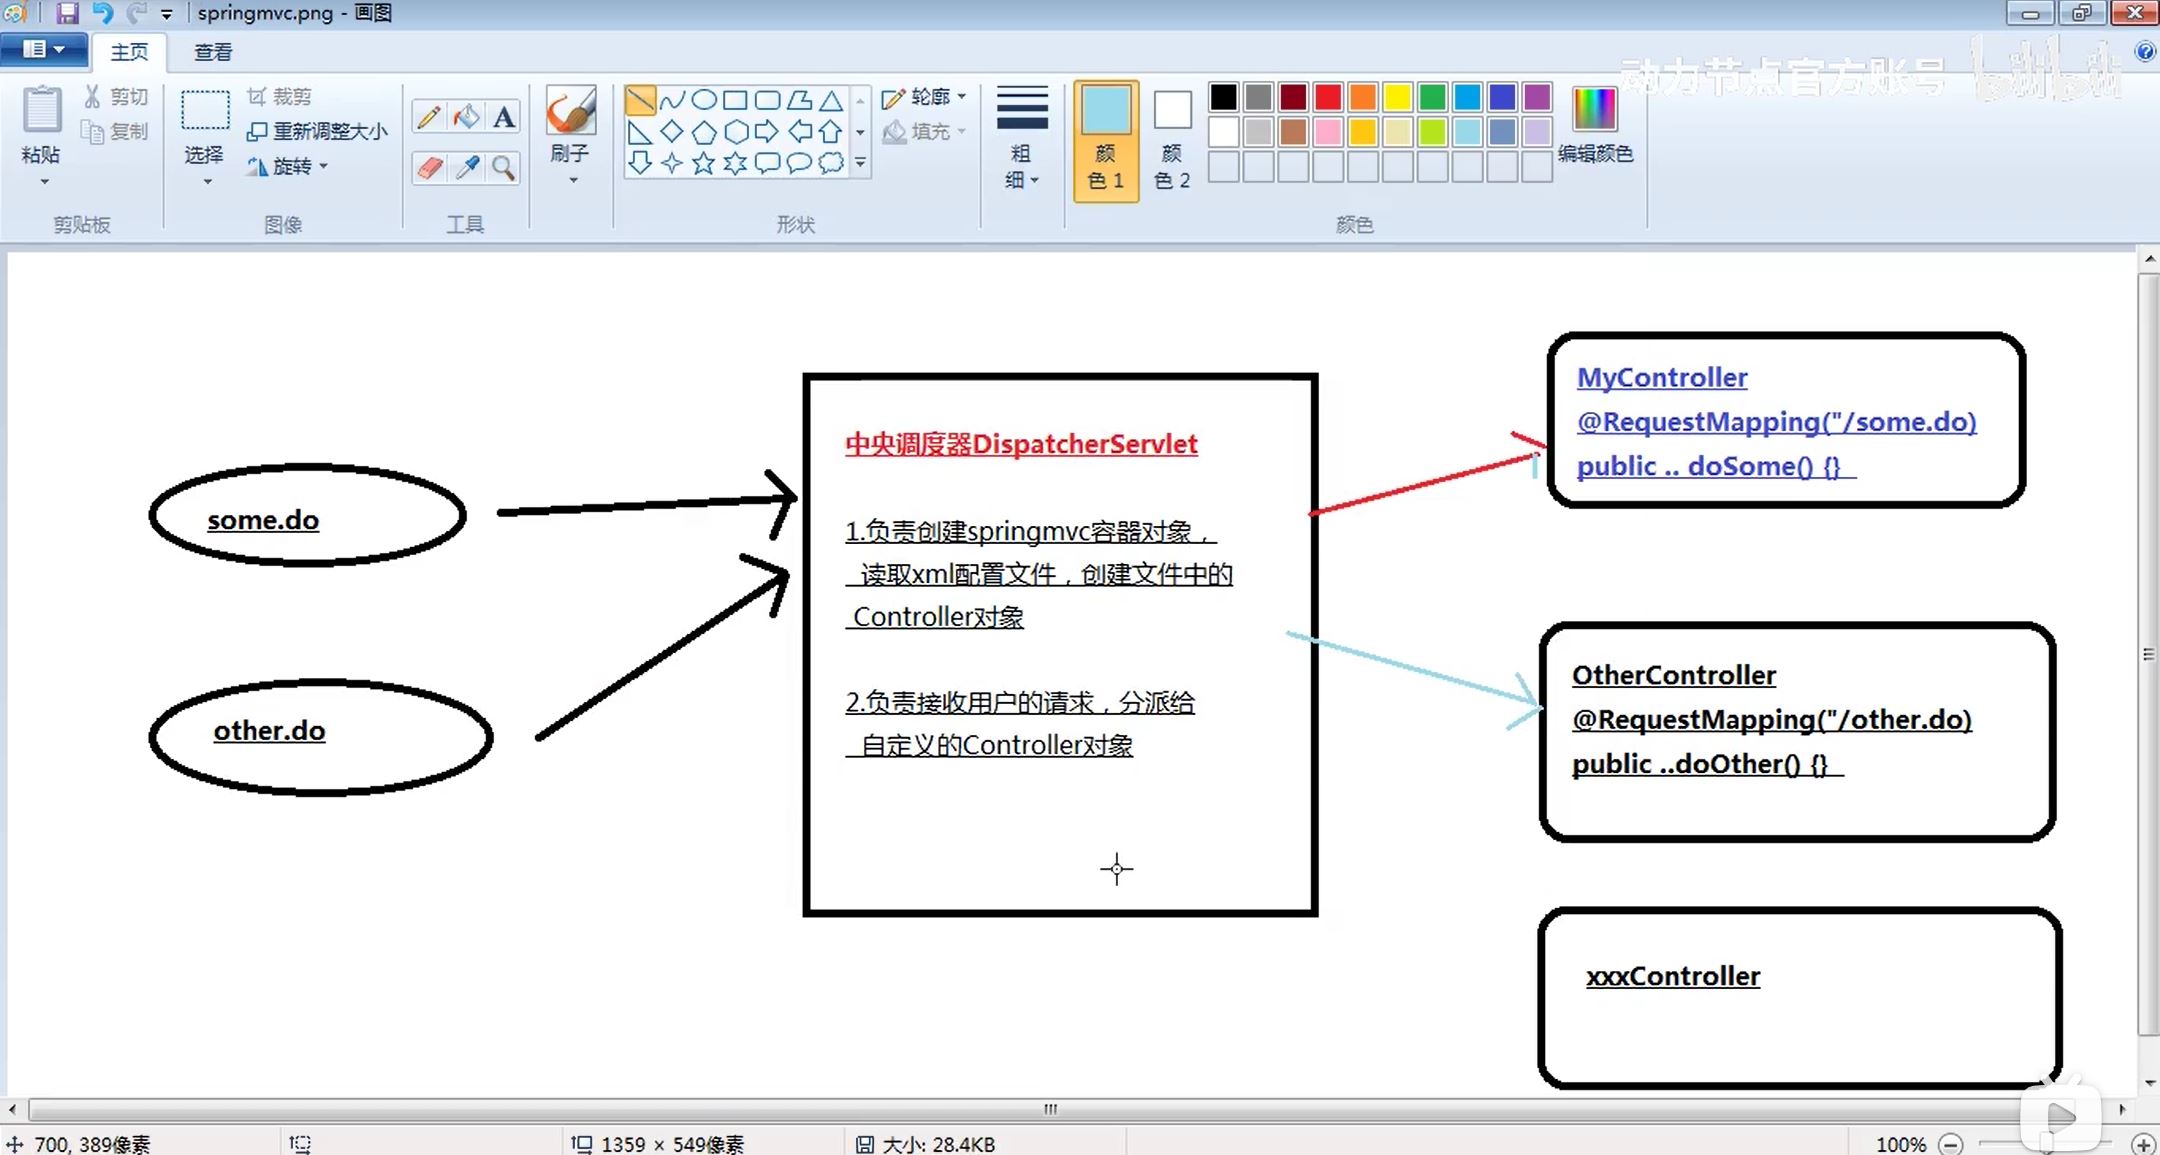 springmvc.png - 画图
主页
查看
动力节点官方账号
bilibili
粘贴
剪切
复制
剪贴板
选择
裁剪
重新调整大小
旋转
图像
A
工具
刷子
轮廓
填充
形状
粗
细
颜
色 1
颜
色 2
编辑颜色
颜色
some.do
other.do
中央调度器DispatcherServlet
1.负责创建springmvc容器对象，
读取xml配置文件，创建文件中的
Controller对象
2.负责接收用户的请求，分派给
自定义的Controller对象
MyController
@RequestMapping("/some.do)
public .. doSome() {}
OtherController
@RequestMapping("/other.do)
public ..doOther() {}
xxxController
700, 389像素
1359 × 549像素
大小: 28.4KB
100%